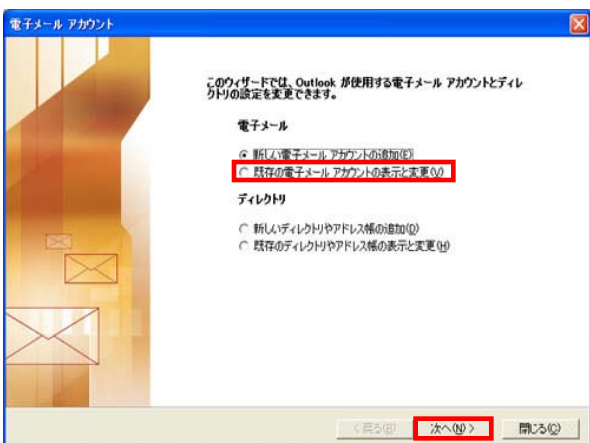 電子メール アカウント
このウィザードでは、Outlook が使用する電子メール アカウントとディレ
クトリの設定を変更できます。
電子メール
新しい電子メール アカウントの追加(E)
既存の電子メール アカウントの表示と変更(V)
ディレクトリ
新しいディレクトリやアドレス帳の追加(D)
既存のディレクトリやアドレス帳の表示と変更(H)
< 戻る(B) 次へ(N) > 閉じる(C)